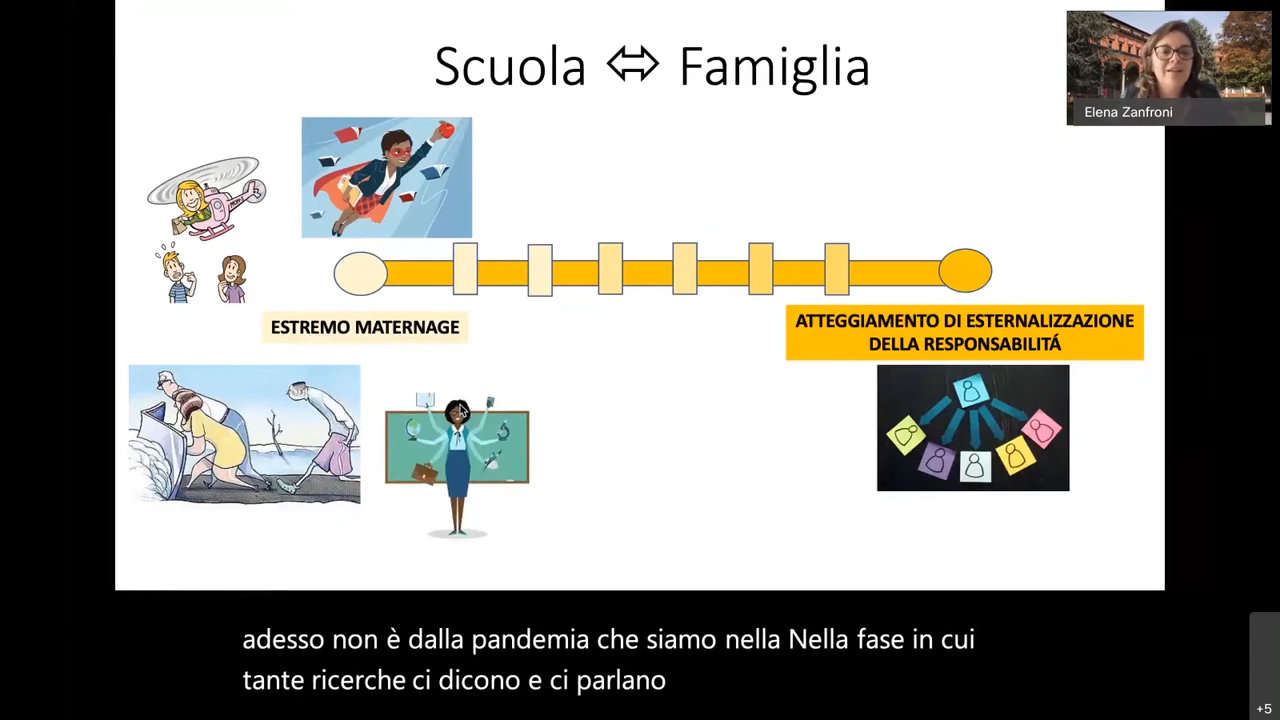 Scuola ⬄ Famiglia
Elena Zanfroni
ESTREMO MATERNAGE
ATTEGGIAMENTO DI ESTERNALIZZAZIONE
DELLA RESPONSABILITÁ
adesso non è dalla pandemia che siamo nella Nella fase in cui
tante ricerche ci dicono e ci parlano
+5